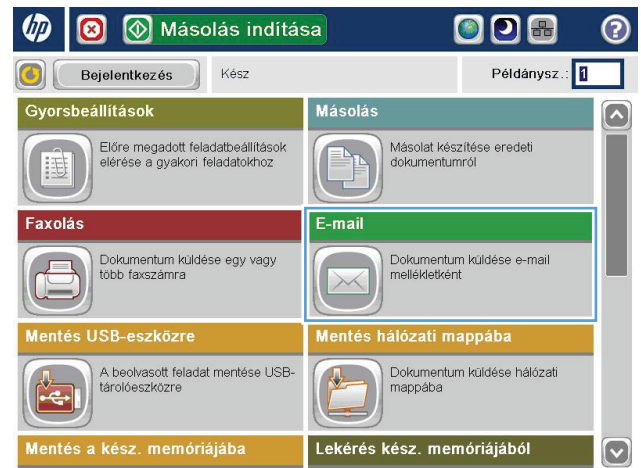 hp
Másolás indítása
?
Bejelentkezés
Kész
Példánysz.: 1
Gyorsbeállítások
Előre megadott feladatbeállítások
elérése a gyakori feladatokhoz
Másolás
Másolat készítése eredeti
dokumentumról
Faxolás
Dokumentum küldése egy vagy
több faxszámra
E-mail
Dokumentum küldése e-mail
mellékletként
Mentés USB-eszközre
A beolvasott feladat mentése USB-
tárolóeszközre
Mentés hálózati mappába
Dokumentum küldése hálózati
mappába
Mentés a kész. memóriájába
Lekérés kész. memóriájából